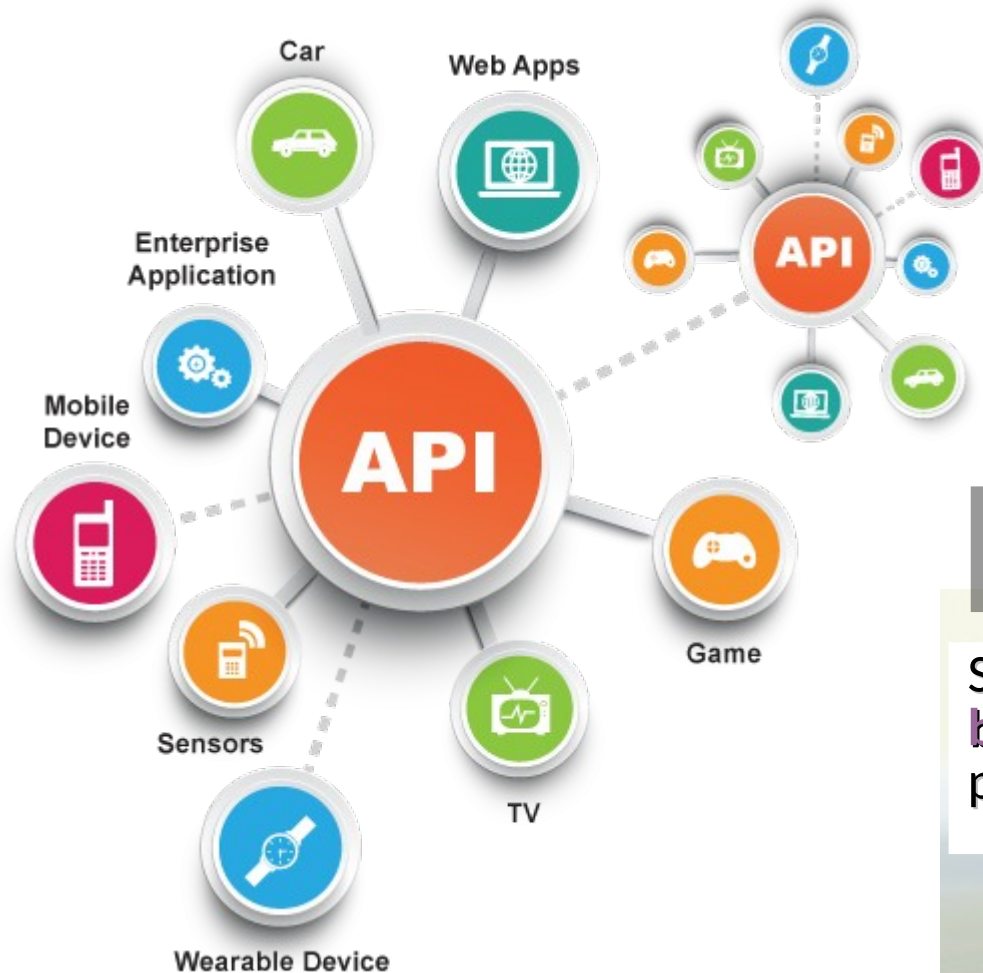 Car
Web Apps
Enterprise
Application
API
Mobile
Device
API
Game
Sensors
TV
Wearable Device